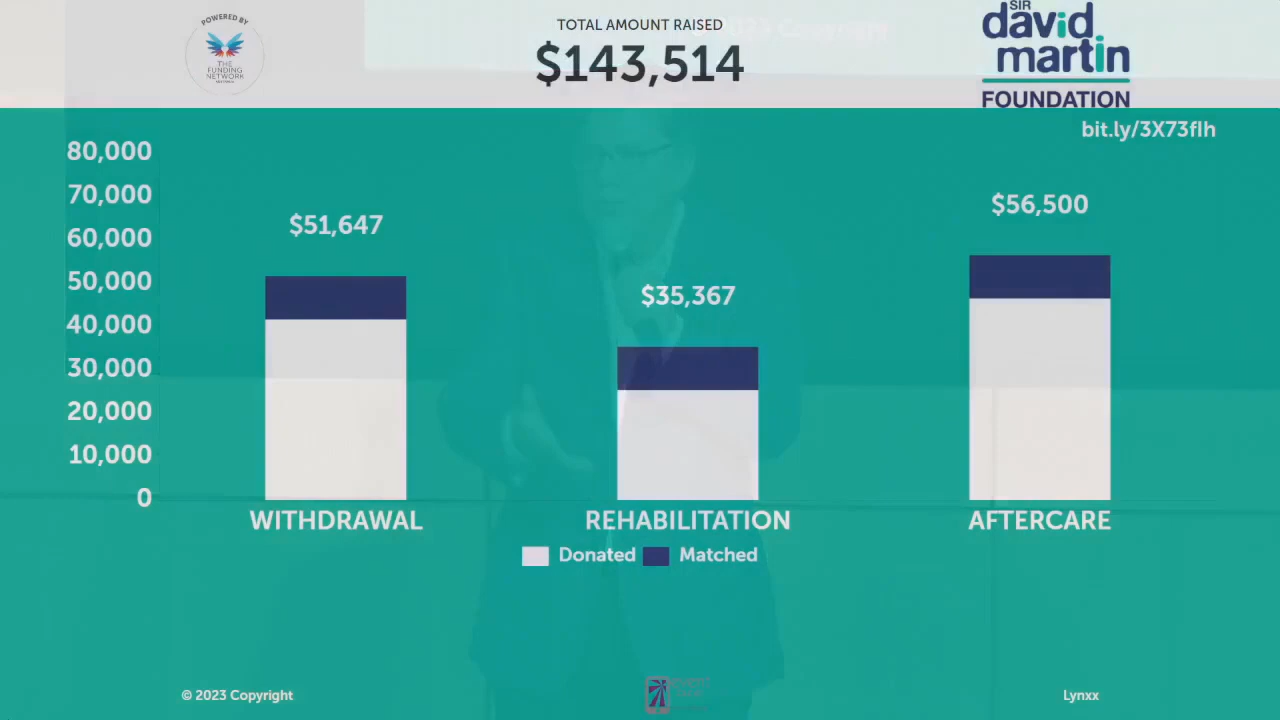 POWERED BY
THE
FUNDING
NETWORK
TOTAL AMOUNT RAISED
$143,514
SIR
david
martin
FOUNDATION
bit.ly/3X73fIh
80,000
70,000
60,000
50,000
40,000
30,000
20,000
10,000
0
$51,647
$35,367
$56,500
WITHDRAWAL
REHABILITATION
AFTERCARE
Donated
Matched
© 2023 Copyright
Lynxx